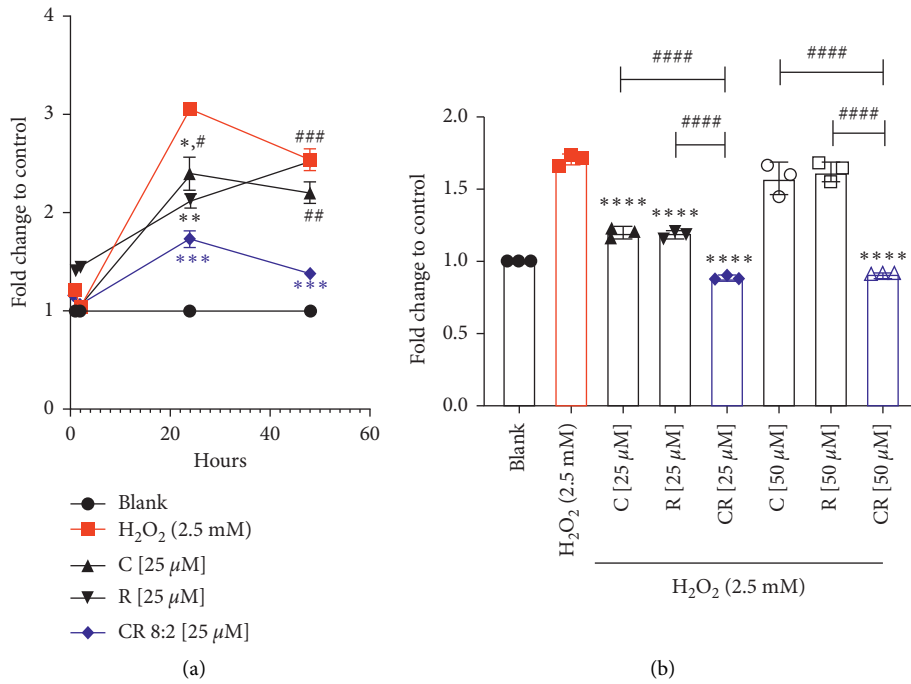 Fold change to control
4
3
2
1
0
0
20
40
60
Hours
*,#
**
***
###
##
***
Blank
H₂O₂ (2.5 mM)
C [25 μM]
R [25 μM]
CR 8:2 [25 μM]
(a)
Fold change to control
2.0
1.5
1.0
0.5
0.0
####
####
####
####
****
****
****
****
Blank
H₂O₂ (2.5 mM)
C [25 μM]
R [25 μM]
CR [25 μM]
C [50 μM]
R [50 μM]
CR [50 μM]
H₂O₂ (2.5 mM)
(b)